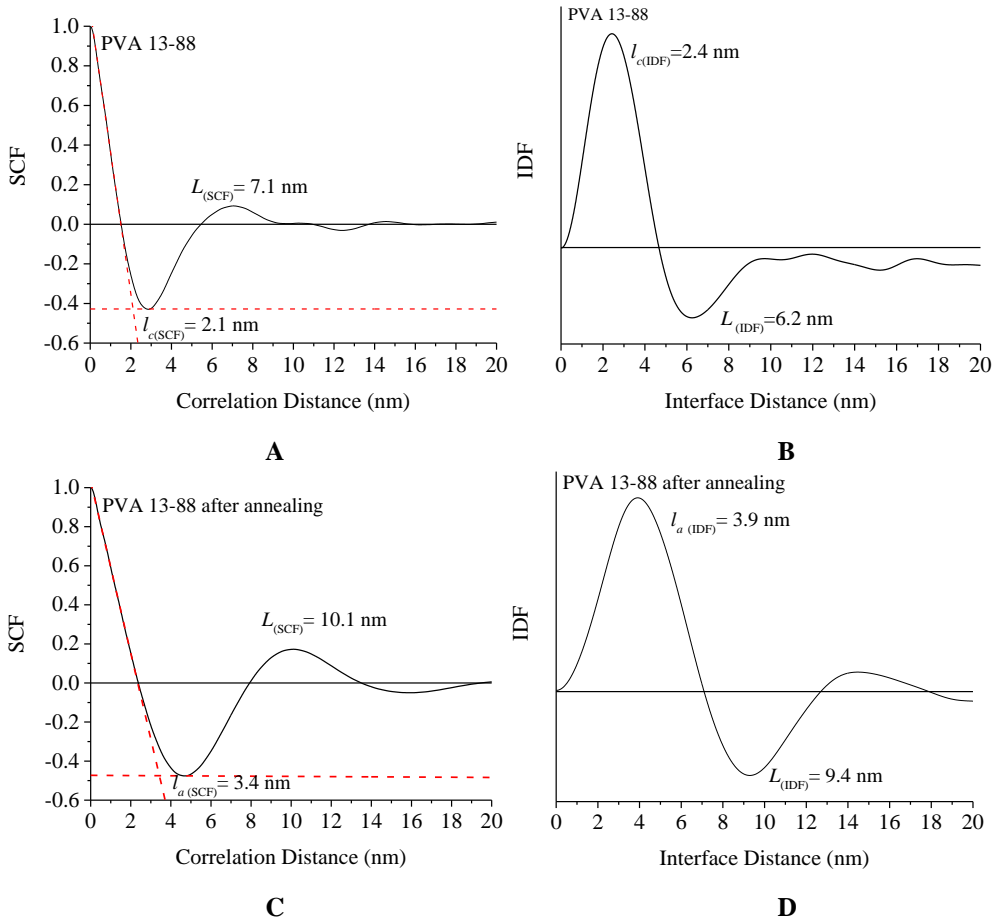 PVA 13-88
SCF
1.0
0.8
0.6
0.4
0.2
0.0
-0.2
-0.4
-0.6
L(SCF)= 7.1 nm
lc(SCF)= 2.1 nm
0 2 4 6 8 10 12 14 16 18 20
Correlation Distance (nm)
A
PVA 13-88
IDF
lc(IDF)=2.4 nm
L(IDF)=6.2 nm
0 2 4 6 8 10 12 14 16 18 20
Interface Distance (nm)
B
PVA 13-88 after annealing
SCF
1.0
0.8
0.6
0.4
0.2
0.0
-0.2
-0.4
-0.6
L(SCF)= 10.1 nm
la (SCF)= 3.4 nm
0 2 4 6 8 10 12 14 16 18 20
Correlation Distance (nm)
C
PVA 13-88 after annealing
IDF
la (IDF)= 3.9 nm
L(IDF)= 9.4 nm
0 2 4 6 8 10 12 14 16 18 20
Interface Distance (nm)
D